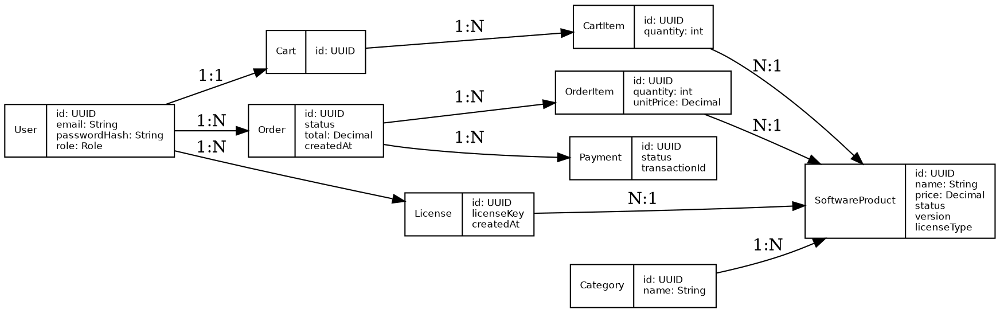 User
id: UUID
email: String
passwordHash: String
role: Role
1:1
1:N
1:N
Cart
id: UUID
Order
id: UUID
status
total: Decimal
createdAt
License
id: UUID
licenseKey
createdAt
1:N
1:N
1:N
N:1
CartItem
id: UUID
quantity: int
OrderItem
id: UUID
quantity: int
unitPrice: Decimal
Payment
id: UUID
status
transactionId
Category
id: UUID
name: String
N:1
N:1
1:N
SoftwareProduct
id: UUID
name: String
price: Decimal
status
version
licenseType